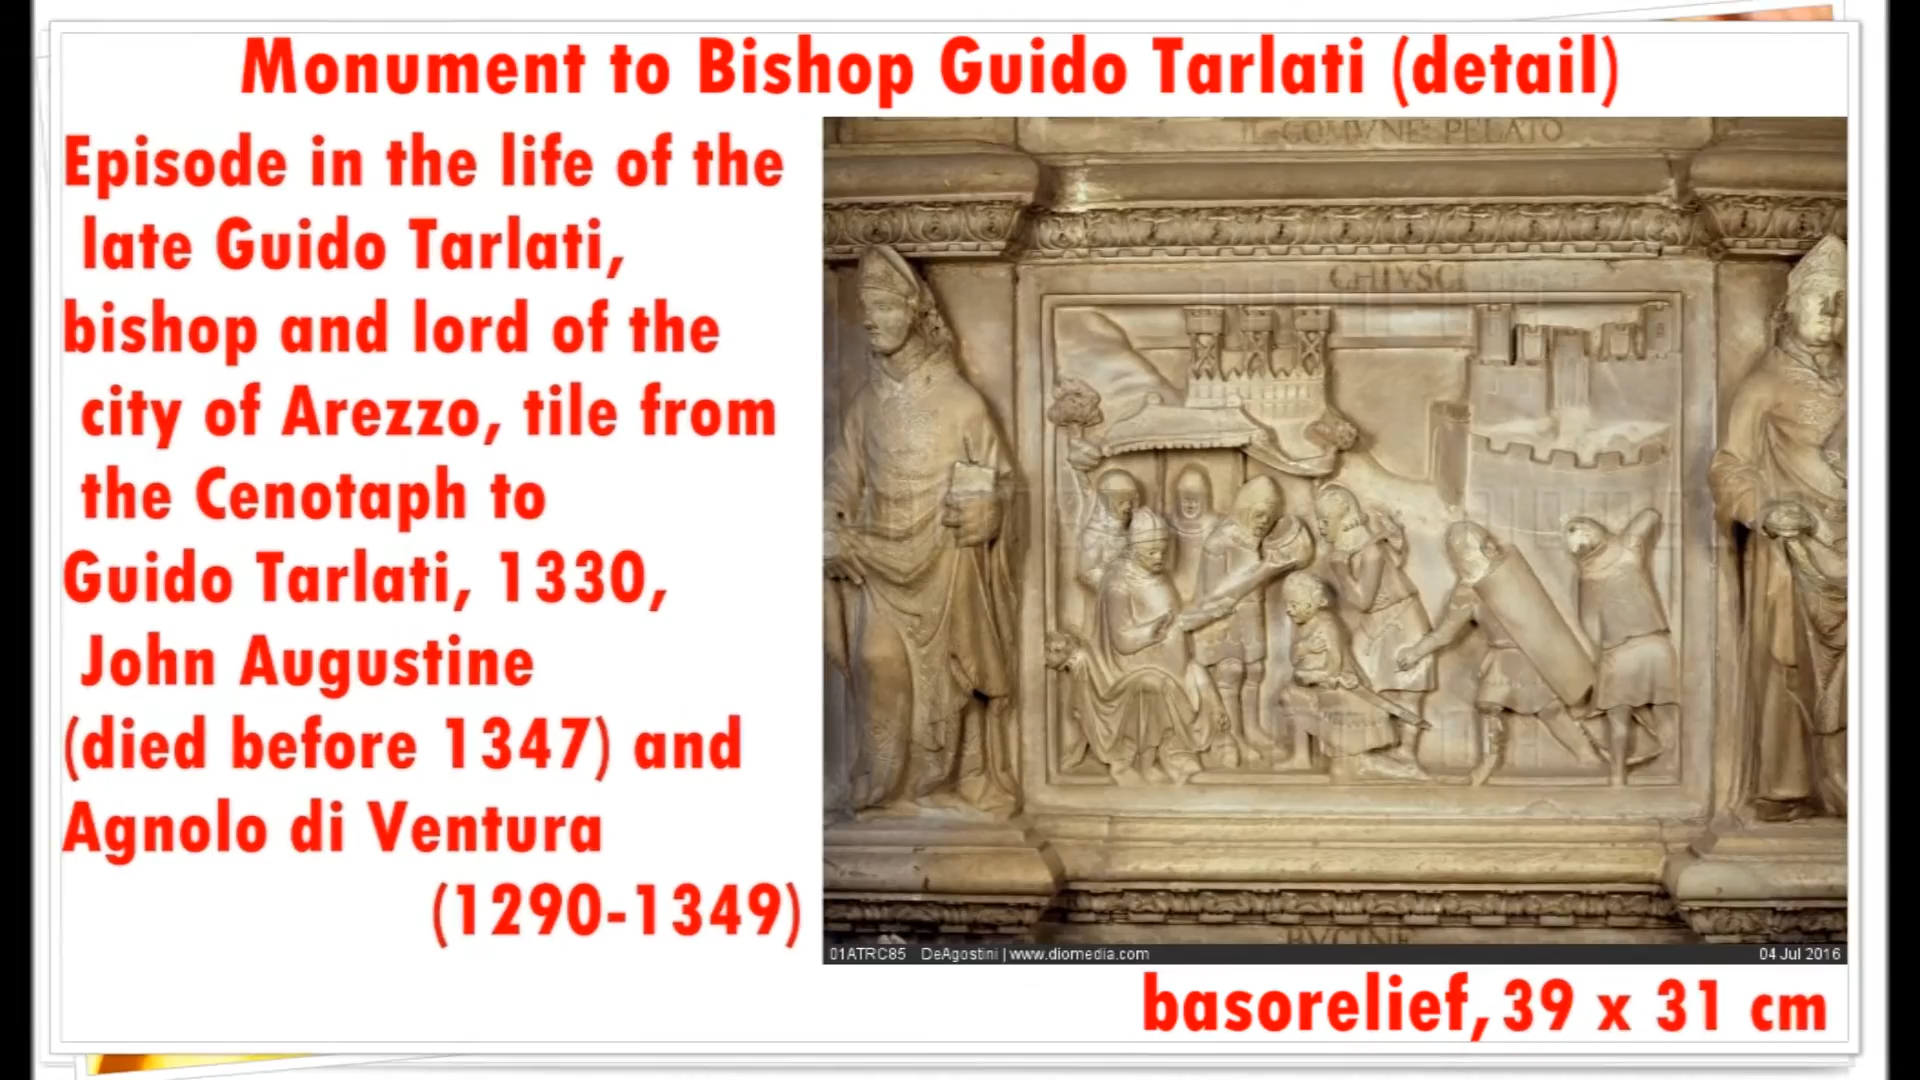 Monument to Bishop Guido Tarlati (detail)
Episode in the life of the
late Guido Tarlati,
bishop and lord of the
city of Arezzo, tile from
the Cenotaph to
Guido Tarlati, 1330,
John Augustine
(died before 1347) and
Agnolo di Ventura
(1290-1349)
IL COMVNE PELATO
CHIVSCI
BVCINE
01ATRC85 DeAgostini | www.diomedia.com
04 Jul 2016
basorelief, 39 x 31 cm